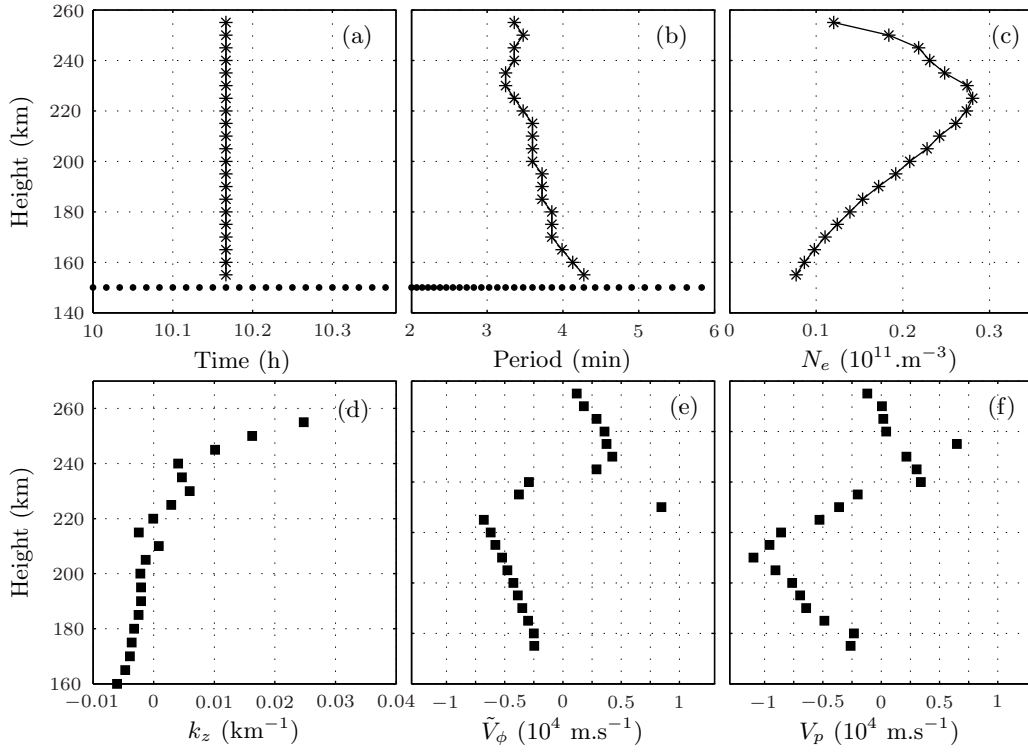 260
240
220
200
180
160
140
Height (km)
(a)
(b)
(c)
10 10.1 10.2 10.3
2 3 4 5 6
0 0.1 0.2 0.3
Time (h)
Period (min)
N_e (10^11.m^−3)
260
240
220
200
180
160
Height (km)
(d)
(e)
(f)
−0.01 0 0.01 0.02 0.03 0.04
−1 −0.5 0 0.5 1
−1 −0.5 0 0.5 1
k_z (km^−1)
Ṽ_ϕ (10^4 m.s^−1)
V_p (10^4 m.s^−1)